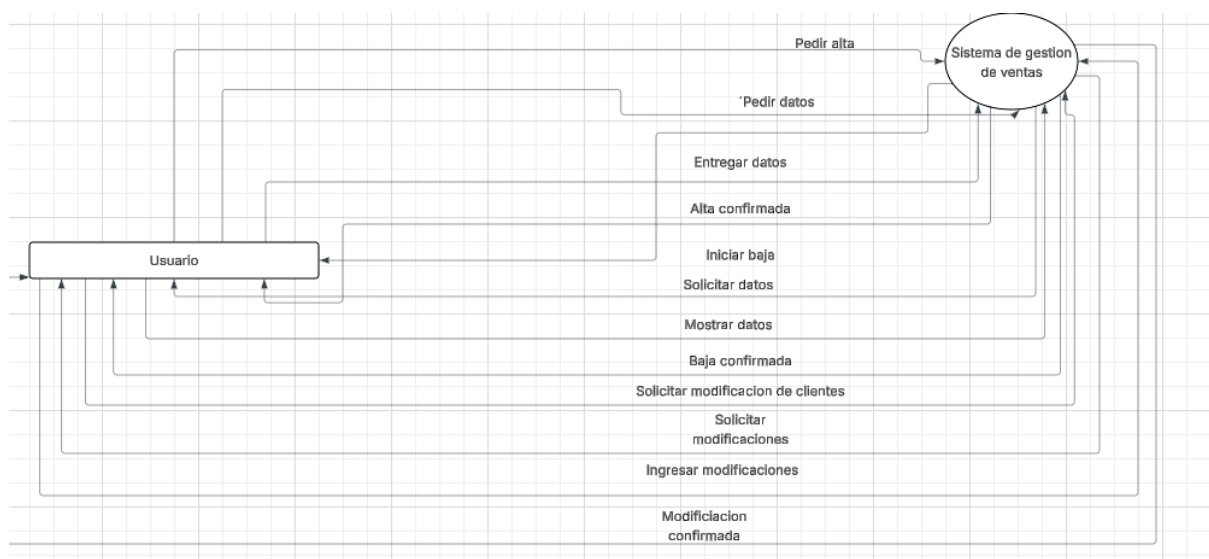 Pedir alta
Sistema de gestion
de ventas
´Pedir datos
Entregar datos
Alta confirmada
Iniciar baja
Usuario
Solicitar datos
Mostrar datos
Baja confirmada
Solicitar modificacion de clientes
Solicitar
modificaciones
Ingresar modificaciones
Modificiacion
confirmada